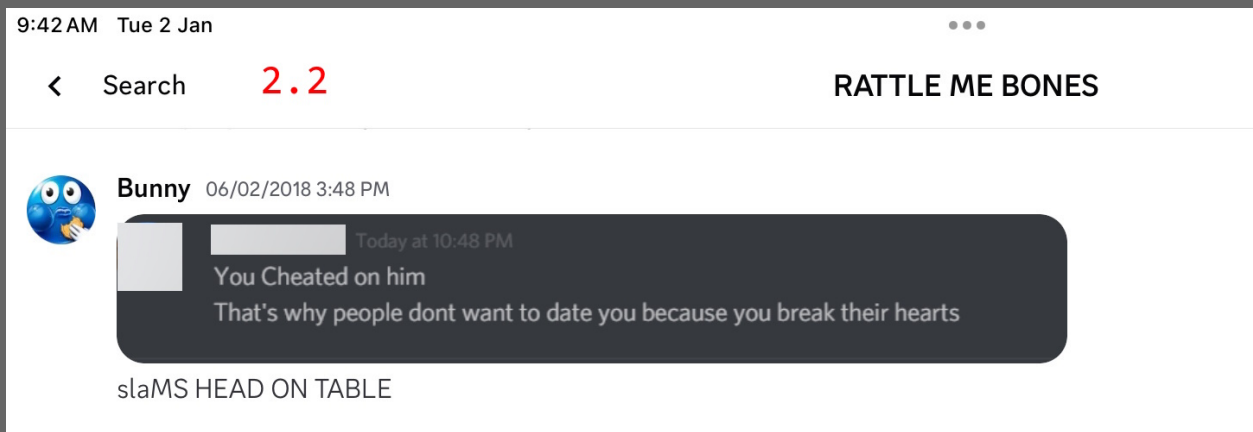 9:42 AM Tue 2 Jan
Search 2.2 RATTLE ME BONES
Bunny 06/02/2018 3:48 PM
Today at 10:48 PM
You Cheated on him
That's why people dont want to date you because you break their hearts
slaMS HEAD ON TABLE